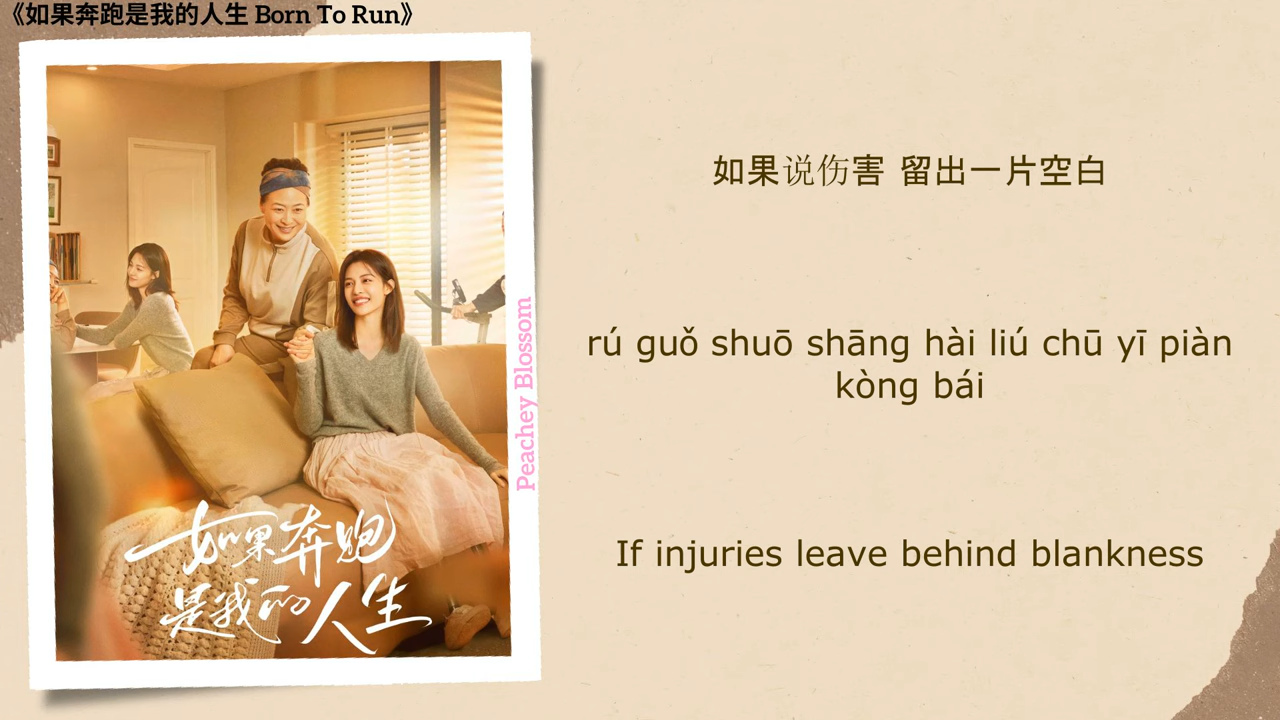 《如果奔跑是我的人生 Born To Run》
如果奔跑
是我的人生
Peachey Blossom
如果说伤害 留出一片空白
rú guǒ shuō shāng hài liú chū yī piàn
kòng bái
If injuries leave behind blankness